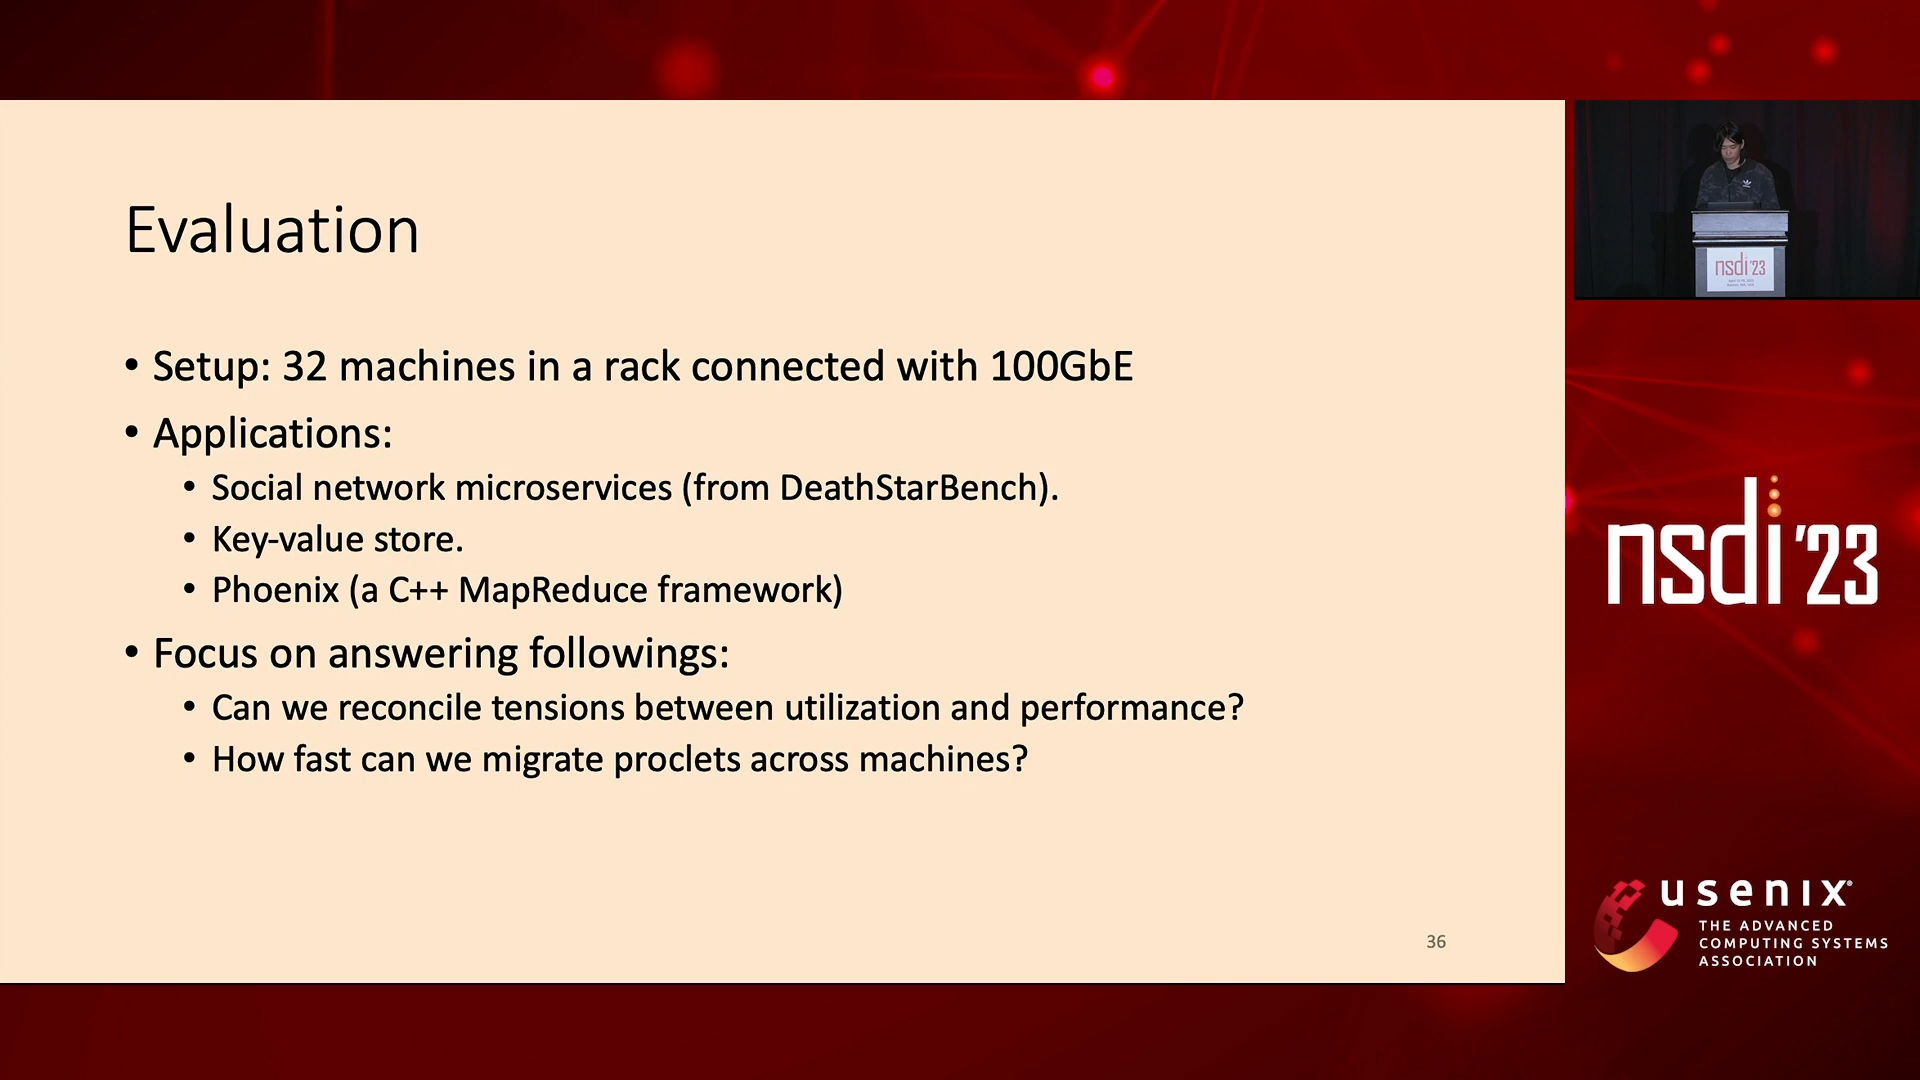 Evaluation
• Setup: 32 machines in a rack connected with 100GbE
• Applications:
• Social network microservices (from DeathStarBench).
• Key-value store.
• Phoenix (a C++ MapReduce framework)
• Focus on answering followings:
• Can we reconcile tensions between utilization and performance?
• How fast can we migrate proclets across machines?
36
nsdi'23
nsdi'23
usenix®
THE ADVANCED
COMPUTING SYSTEMS
ASSOCIATION